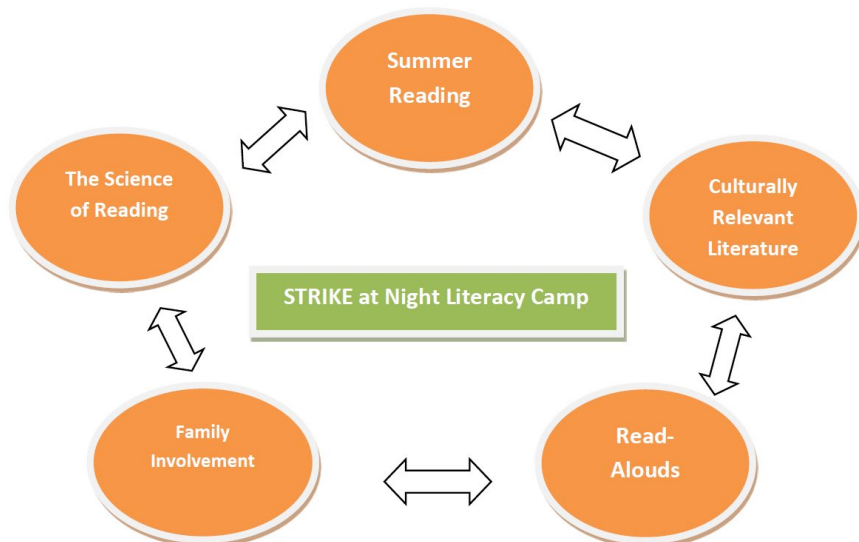 Summer
Reading
The Science
of Reading
Culturally
Relevant
Literature
STRIKE at Night Literacy Camp
Family
Involvement
Read-
Alouds